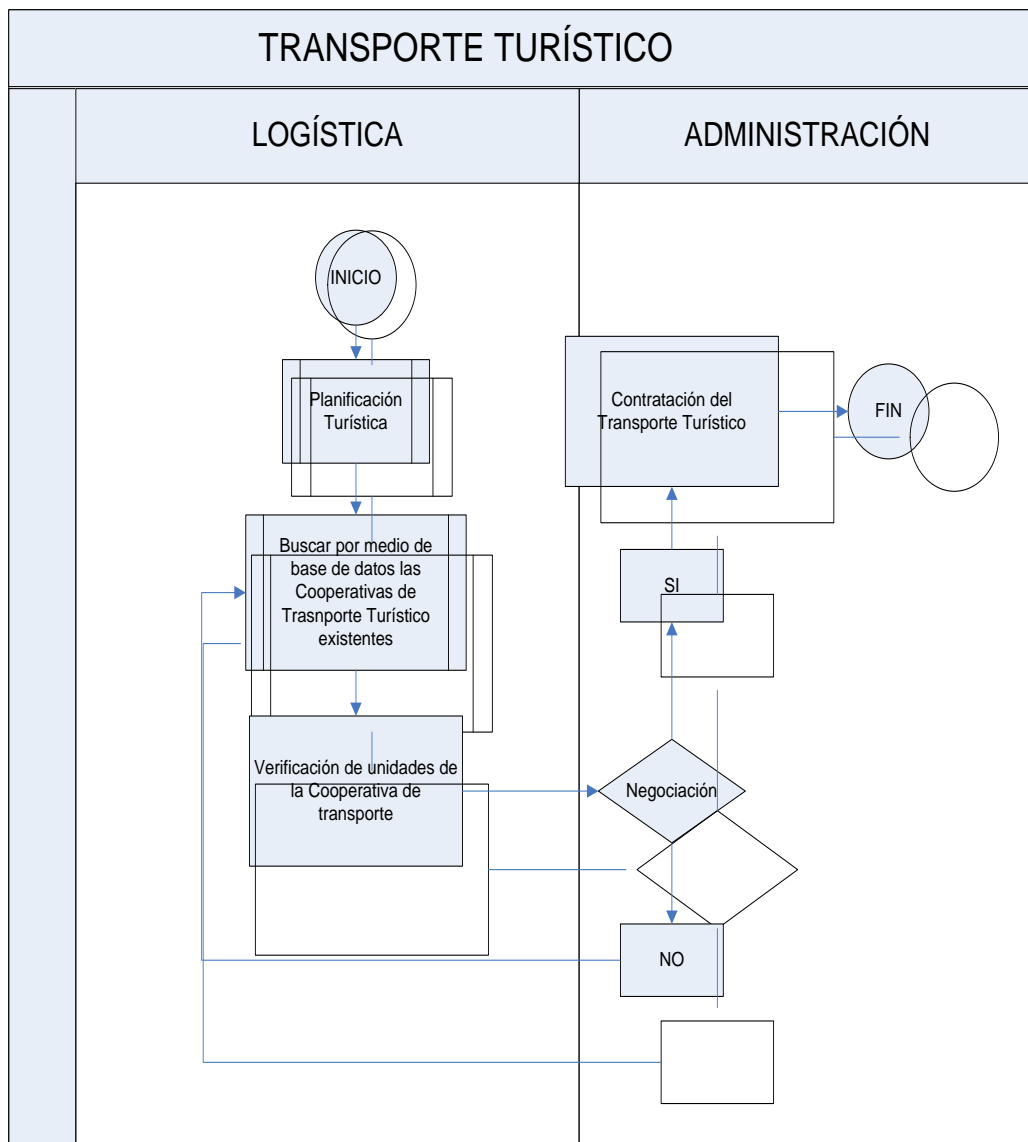 TRANSPORTE TURÍSTICO
LOGÍSTICA
ADMINISTRACIÓN
INICIO
Planificación
Turística
Buscar por medio de
base de datos las
Cooperativas de
Trasnporte Turístico
existentes
Verificación de unidades de
la Cooperativa de
transporte
Negociación
SI
NO
Contratación del
Transporte Turístico
FIN